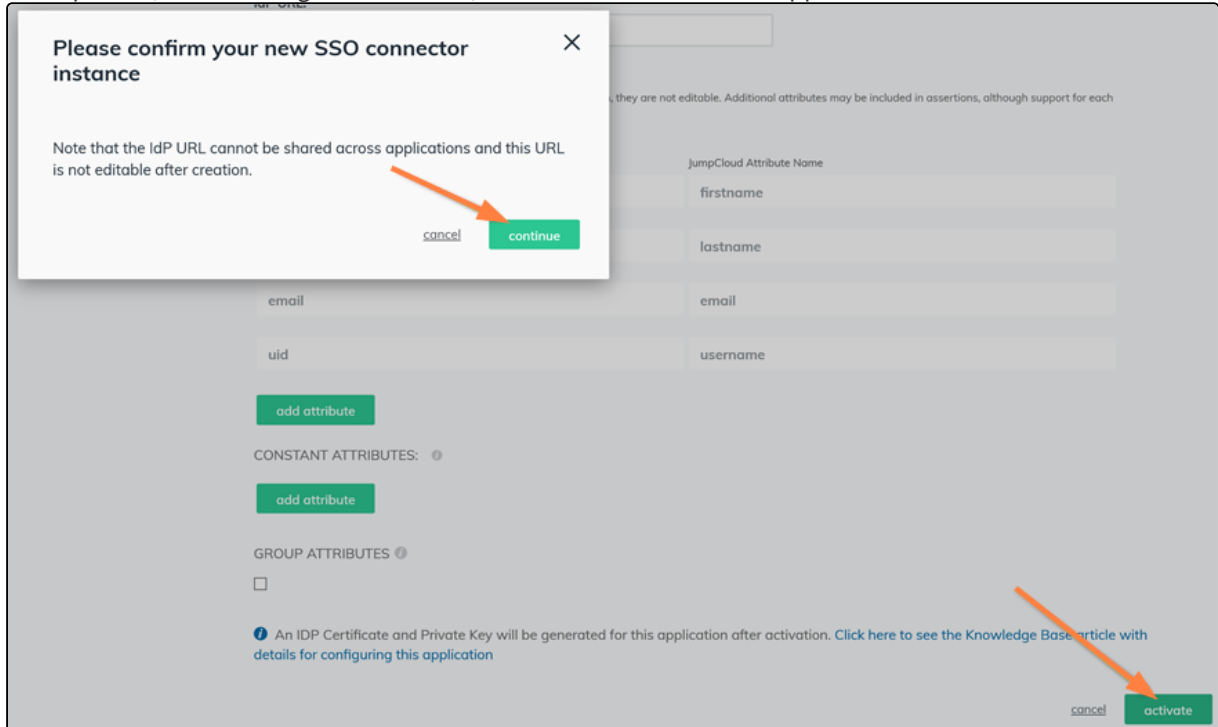 IdP URL:
Please confirm your new SSO connector
instance
Note that the IdP URL cannot be shared across applications and this URL
is not editable after creation.
cancel
continue
, they are not editable. Additional attributes may be included in assertions, although support for each
JumpCloud Attribute Name
firstname
lastname
email
email
uid
username
add attribute
CONSTANT ATTRIBUTES:
add attribute
GROUP ATTRIBUTES
An IDP Certificate and Private Key will be generated for this application after activation. Click here to see the Knowledge Base article with
details for configuring this application
cancel
activate